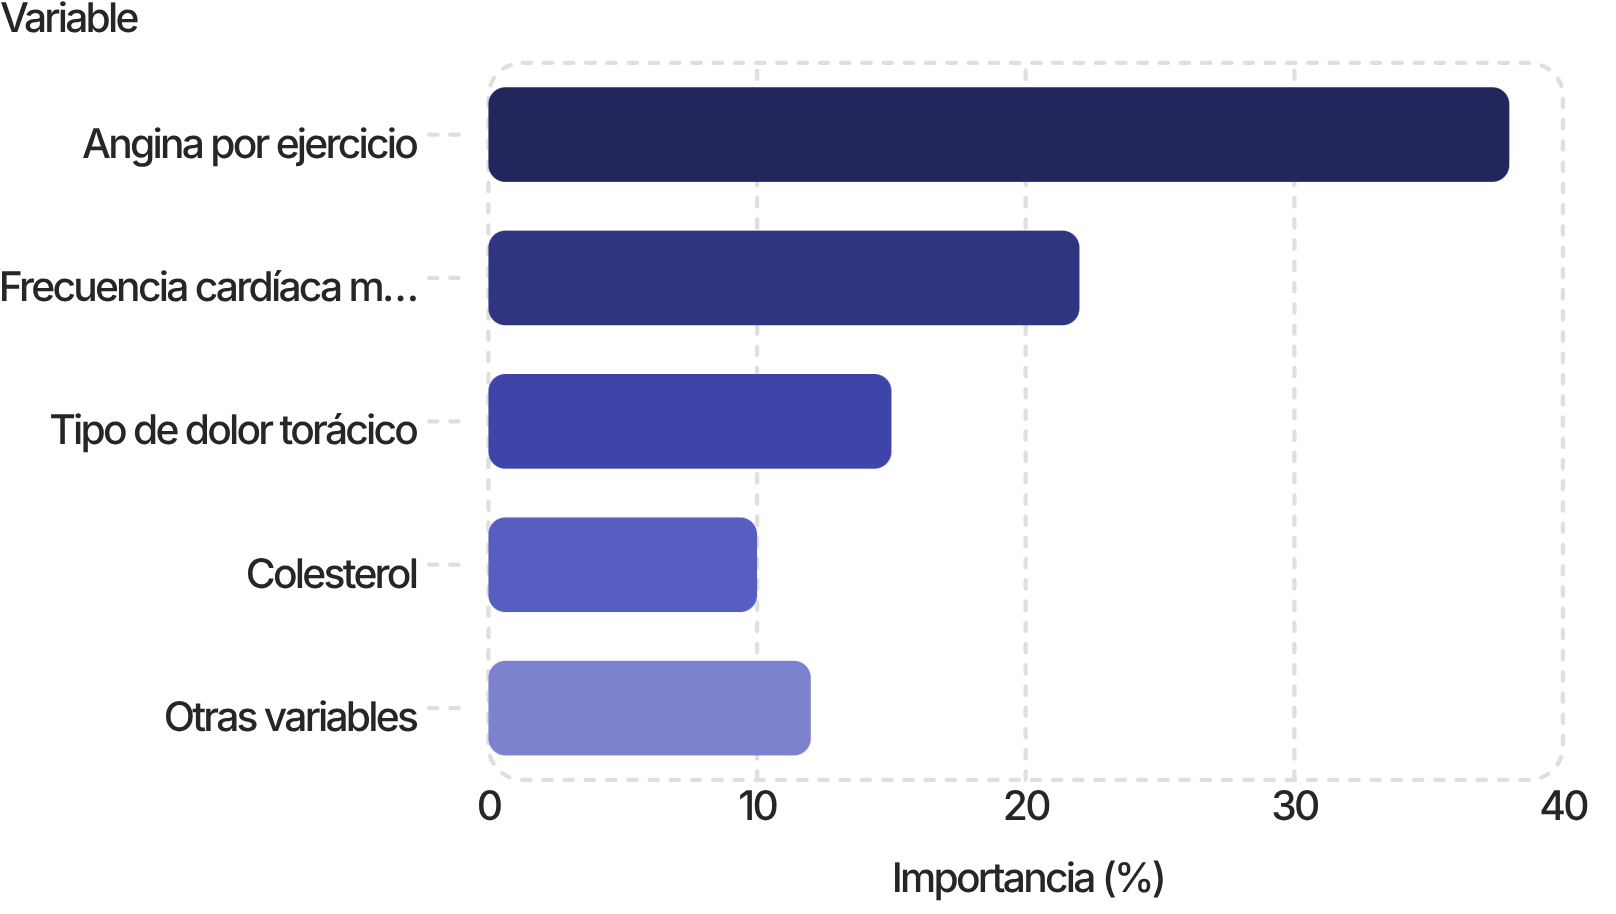 Variable
Angina por ejercicio
Frecuencia cardíaca m…
Tipo de dolor torácico
Colesterol
Otras variables
0 10 20 30 40
Importancia (%)